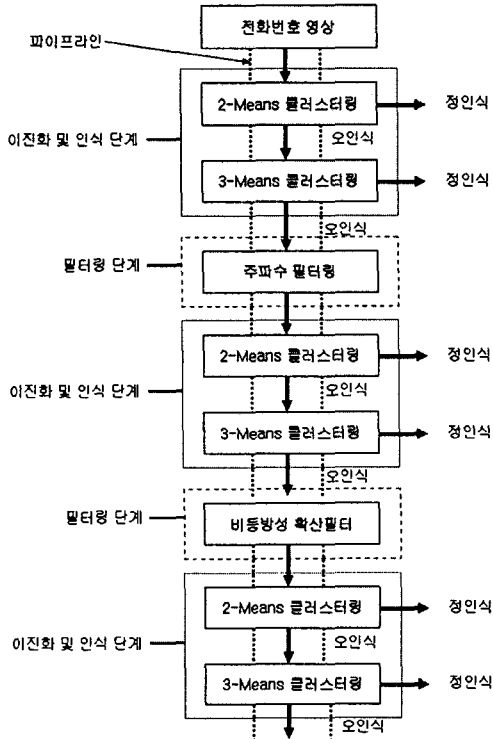 전화번호 영상
파이프라인
2-Means 클러스터링
정인식
이진화 및 인식 단계
오인식
3-Means 클러스터링
정인식
오인식
필터링 단계
주파수 필터링
2-Means 클러스터링
정인식
이진화 및 인식 단계
오인식
3-Means 클러스터링
정인식
오인식
필터링 단계
비등방성 확산필터
2-Means 클러스터링
정인식
이진화 및 인식 단계
오인식
3-Means 클러스터링
정인식
오인식